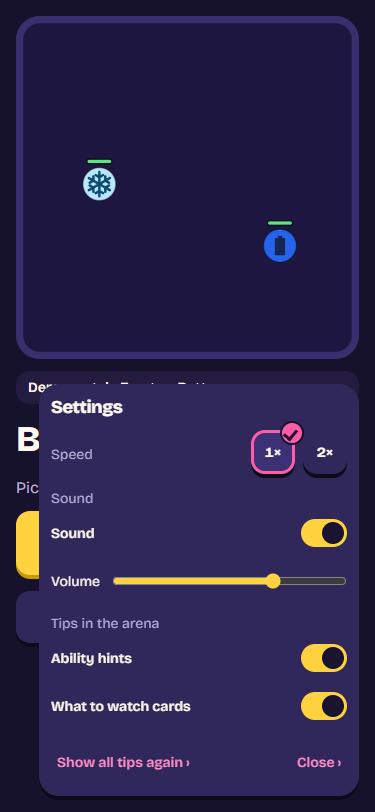 Settings
Speed
1×
2×
Sound
Sound
Volume
Tips in the arena
Ability hints
What to watch cards
Show all tips again ›
Close ›